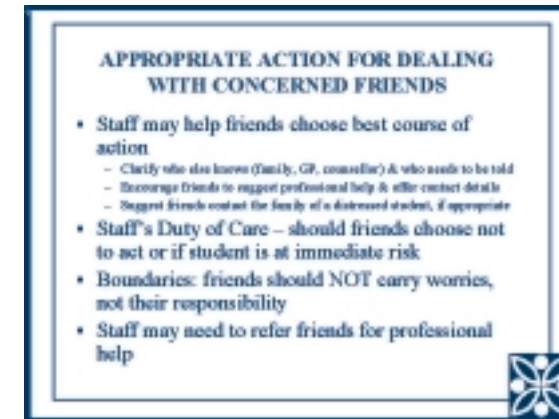 APPROPRIATE ACTION FOR DEALING
WITH CONCERNED FRIENDS
• Staff may help friends choose best course of
action
– Clarify who else knows (family, GP, counsellor) & who needs to be told
– Encourage friends to suggest professional help & offer contact details
– Suggest friends contact the family of a distressed student, if appropriate
• Staff's Duty of Care – should friends choose not
to act or if student is at immediate risk
• Boundaries: friends should NOT carry worries,
not their responsibility
• Staff may need to refer friends for professional
help